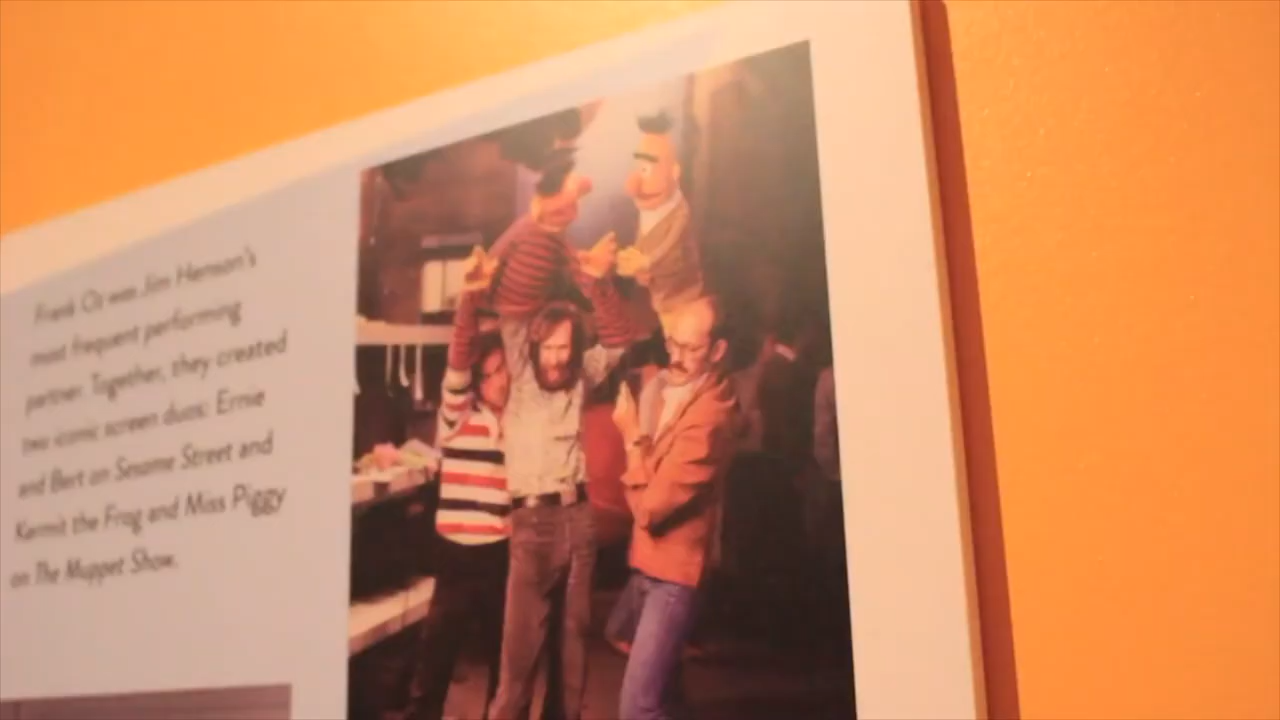 Frank Oz was Jim Henson's
most frequent performing
partner. Together, they created
two iconic screen duos: Ernie
and Bert on Sesame Street and
Kermit the Frog and Miss Piggy
on The Muppet Show.